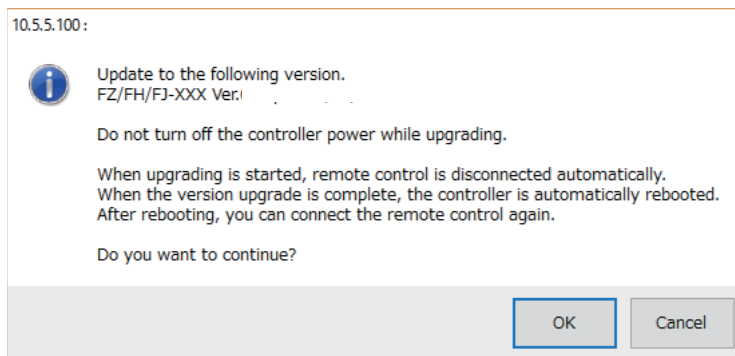 10.5.5.100 :
Update to the following version.
FZ/FH/FJ-XXX Ver.
Do not turn off the controller power while upgrading.
When upgrading is started, remote control is disconnected automatically.
When the version upgrade is complete, the controller is automatically rebooted.
After rebooting, you can connect the remote control again.
Do you want to continue?
OK
Cancel